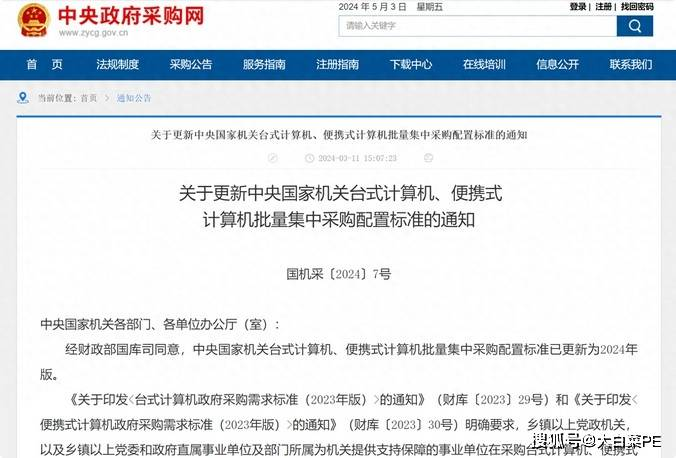 中央政府采购网
www.zycg.gov.cn
2024 年 5 月 3 日 星期五
登录 | 注册 | 找回密码
请输入关键字
首 页 法规制度 采购公告 服务指南 注册指南 下载中心 在线培训 信息公开 联系我们
当前位置: 首页 > 通知公告
关于更新中央国家机关台式计算机、便携式计算机批量集中采购配置标准的通知
2024-03-11 15:07:23
关于更新中央国家机关台式计算机、便携式
计算机批量集中采购配置标准的通知
国机采〔2024〕7号
中央国家机关各部门、各单位办公厅（室）：
经财政部国库司同意，中央国家机关台式计算机、便携式计算机批量集中采购配置标准已更新为2024年
版。
《关于印发<台式计算机政府采购需求标准（2023年版）>的通知》（财库〔2023〕29号）和《关于印发<
便携式计算机政府采购需求标准（2023年版）>的通知》（财库〔2023〕30号）明确要求，乡镇以上党政机关，
以及乡镇以上党委和政府直属事业单位及部门所属为机关提供支持保障的事业单位在采购台式计算机、便携式
搜狐号@大白菜PE